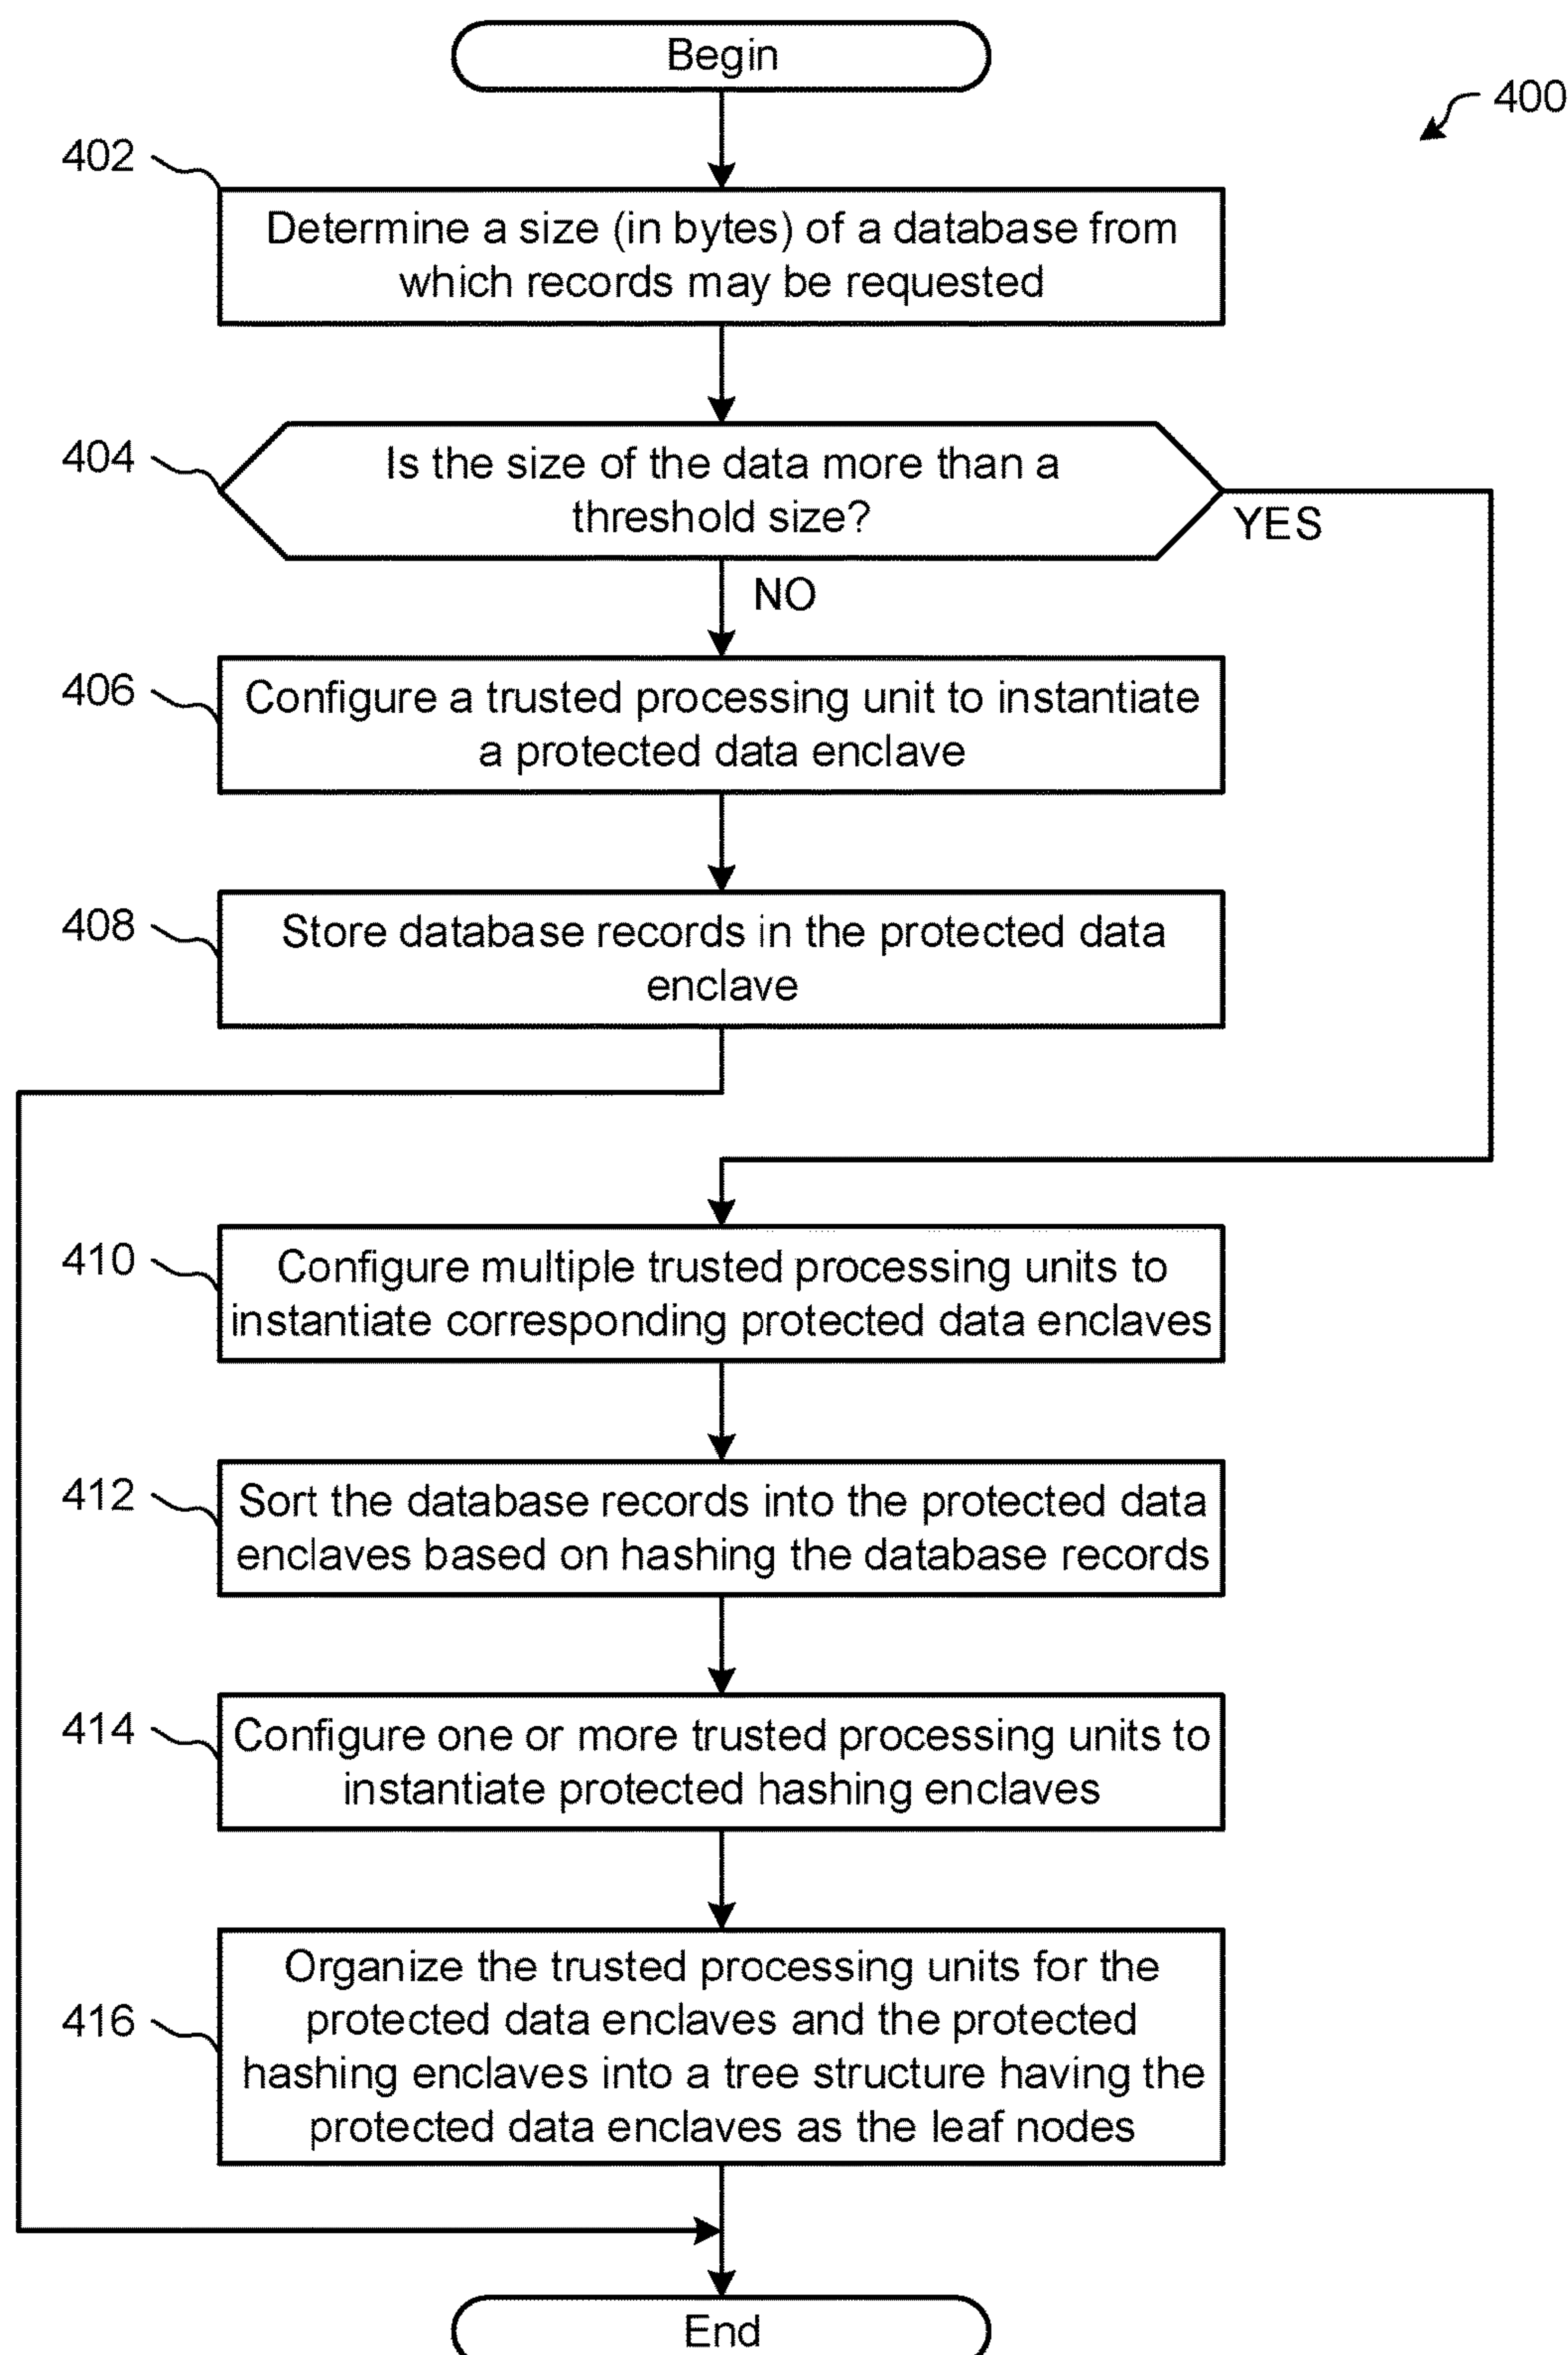 Begin
400
402
Determine a size (in bytes) of a database from
which records may be requested
404
Is the size of the data more than a
threshold size?
YES
NO
406
Configure a trusted processing unit to instantiate
a protected data enclave
408
Store database records in the protected data
enclave
410
Configure multiple trusted processing units to
instantiate corresponding protected data enclaves
412
Sort the database records into the protected data
enclaves based on hashing the database records
414
Configure one or more trusted processing units to
instantiate protected hashing enclaves
416
Organize the trusted processing units for the
protected data enclaves and the protected
hashing enclaves into a tree structure having the
protected data enclaves as the leaf nodes
End